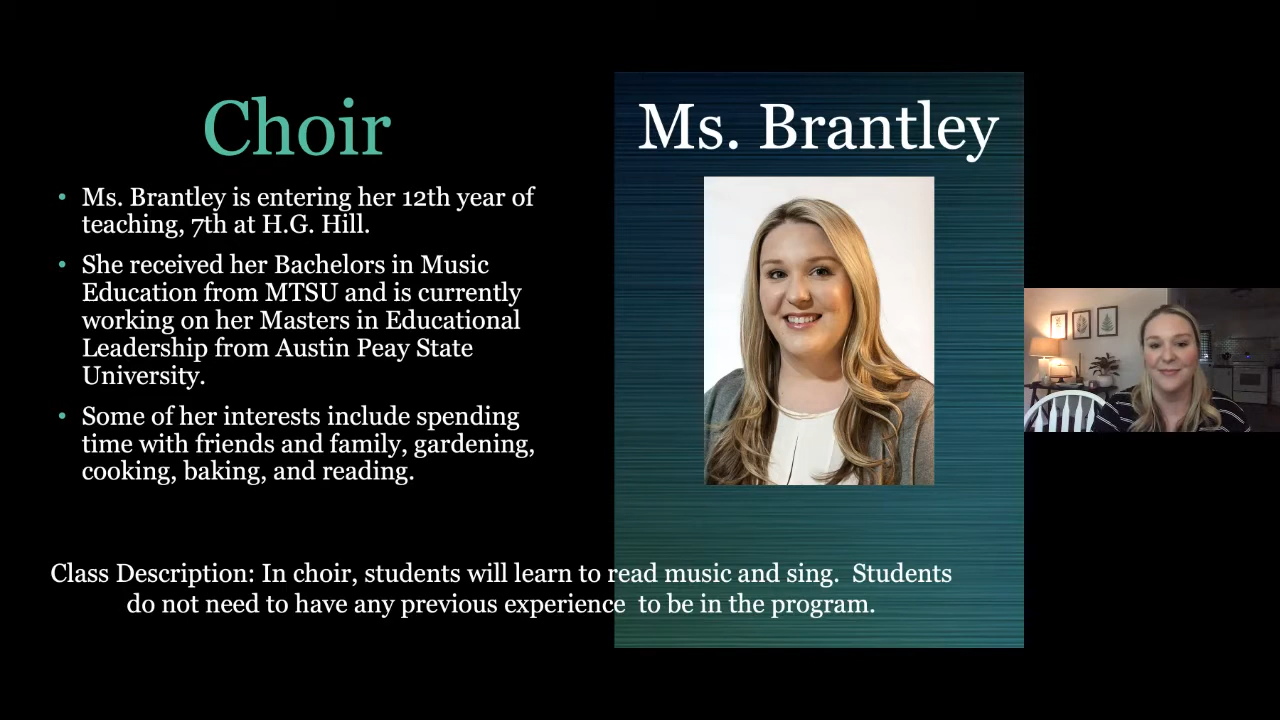 Choir
• Ms. Brantley is entering her 12th year of
teaching, 7th at H.G. Hill.
• She received her Bachelors in Music
Education from MTSU and is currently
working on her Masters in Educational
Leadership from Austin Peay State
University.
• Some of her interests include spending
time with friends and family, gardening,
cooking, baking, and reading.
Ms. Brantley
Class Description: In choir, students will learn to read music and sing.  Students
do not need to have any previous experience  to be in the program.